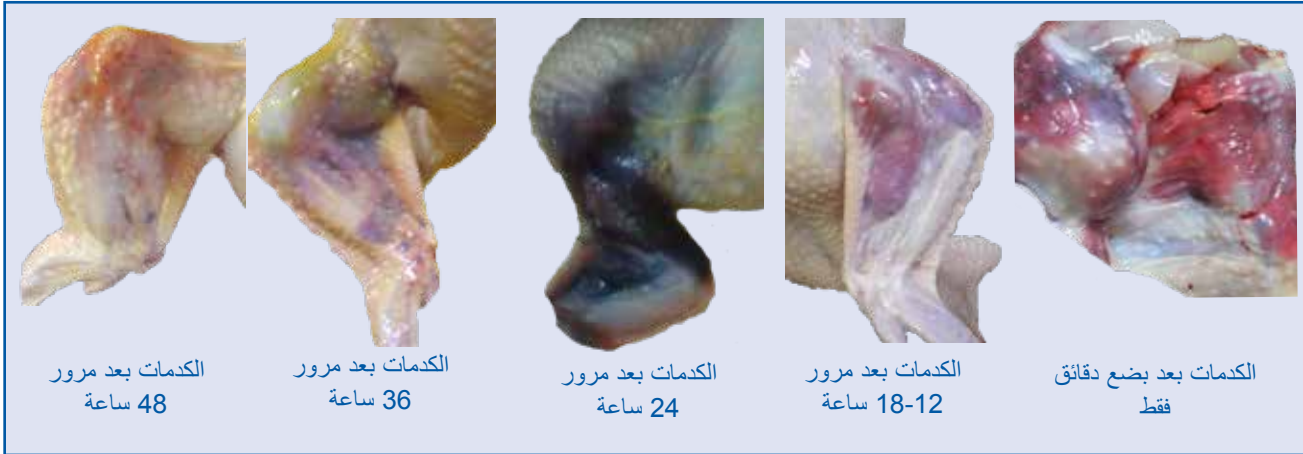 الكدمات بعد بضع دقائق
فقط
الكدمات بعد مرور
12-18 ساعة
الكدمات بعد مرور
24 ساعة
الكدمات بعد مرور
36 ساعة
الكدمات بعد مرور
48 ساعة